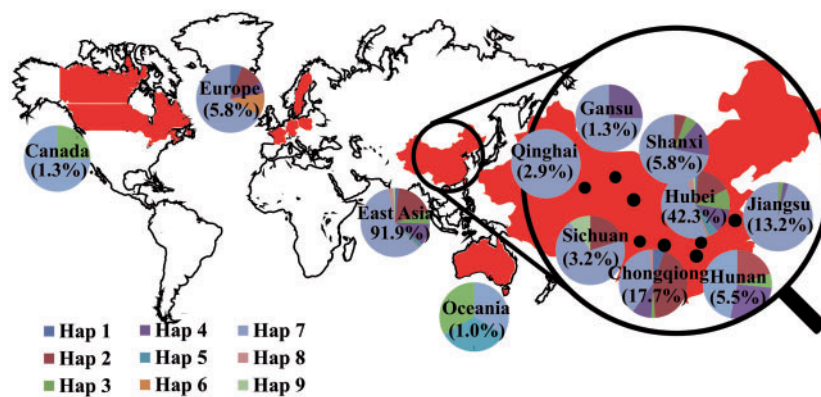 Europe
(5.8%)
Canada
(1.3%)
East Asia
91.9%)
Oceania
(1.0%)
Gansu
(1.3%)
Shanxi
(5.8%)
Qinghai
(2.9%)
Hubei
(42.3%)
Jiangsu
(13.2%)
Sichuan
(3.2%)
Chongqiong
(17.7%)
Hunan
(5.5%)
Hap 1 Hap 4 Hap 7
Hap 2 Hap 5 Hap 8
Hap 3 Hap 6 Hap 9